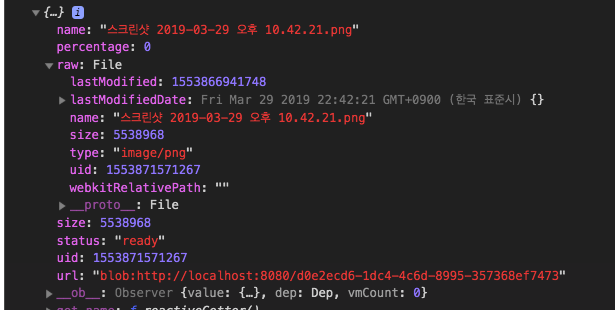 ▼{…} i
name: "스크린샷 2019-03-29 오후 10.42.21.png"
percentage: 0
▼raw: File
lastModified: 1553866941748
▶lastModifiedDate: Fri Mar 29 2019 22:42:21 GMT+0900 (한국 표준시) {}
name: "스크린샷 2019-03-29 오후 10.42.21.png"
size: 5538968
type: "image/png"
uid: 1553871571267
webkitRelativePath: ""
▶__proto__: File
size: 5538968
status: "ready"
uid: 1553871571267
url: "blob:http://localhost:8080/d0e2ecd6-1dc4-4c6d-8995-357368ef7473"
▶__ob__: Observer {value: {…}, dep: Dep, vmCount: 0}
▶get name: ƒ reactiveGetter()